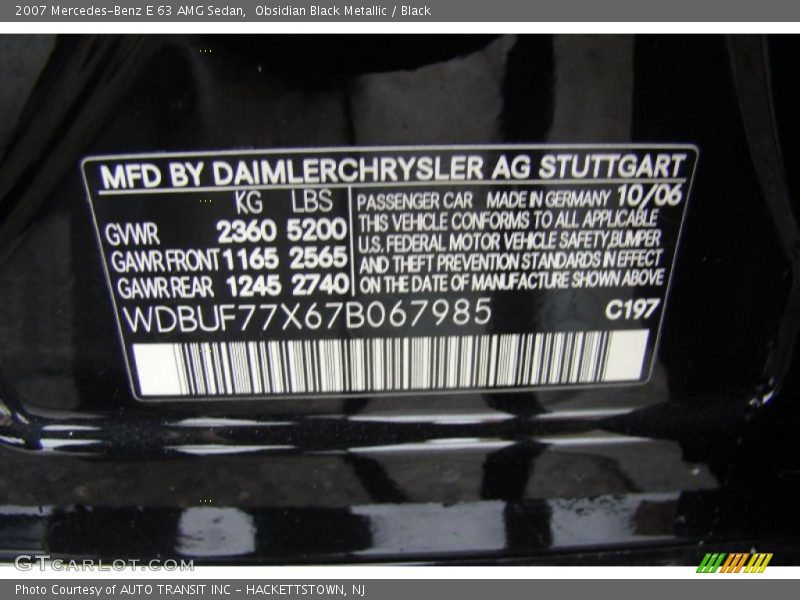 2007 Mercedes-Benz E 63 AMG Sedan, Obsidian Black Metallic / Black
MFD BY DAIMLERCHRYSLER AG STUTTGART
KG LBS
GVWR 2360 5200
GAWR FRONT 1165 2565
GAWR REAR 1245 2740
PASSENGER CAR MADE IN GERMANY 10/06
THIS VEHICLE CONFORMS TO ALL APPLICABLE
U.S. FEDERAL MOTOR VEHICLE SAFETY, BUMPER
AND THEFT PREVENTION STANDARDS IN EFFECT
ON THE DATE OF MANUFACTURE SHOWN ABOVE
WDBUF77X67B067985 C197
GTCARLOT.COM
Photo Courtesy of AUTO TRANSIT INC - HACKETTSTOWN, NJ